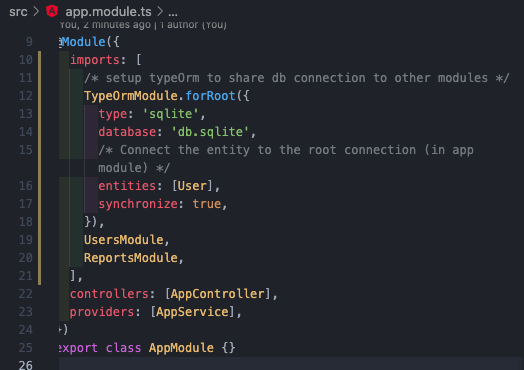 src > app.module.ts > ...
You, 2 minutes ago | 1 author (You)
9 @Module({
10 imports: [
11 /* setup typeOrm to share db connection to other modules */
12 TypeOrmModule.forRoot({
13 type: 'sqlite',
14 database: 'db.sqlite',
15 /* Connect the entity to the root connection (in app
module) */
16 entities: [User],
17 synchronize: true,
18 }),
19 UsersModule,
20 ReportsModule,
21 ],
22 controllers: [AppController],
23 providers: [AppService],
24 })
25 export class AppModule {}
26